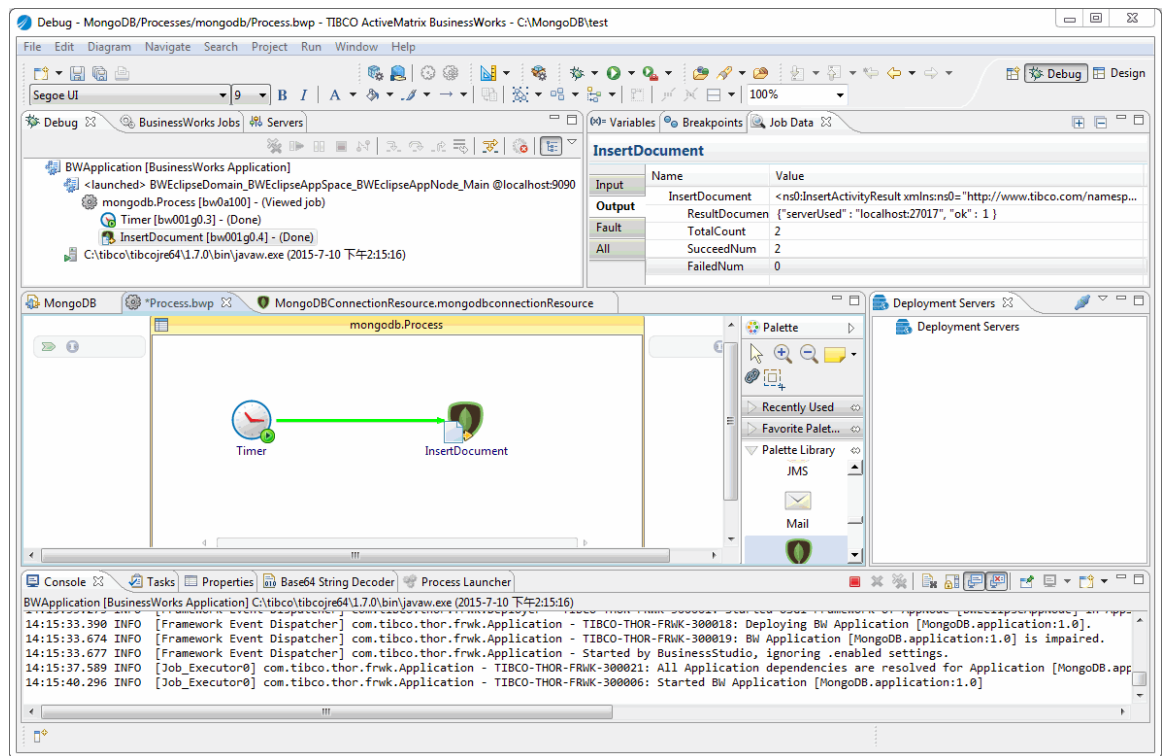 Debug - MongoDB/Processes/mongodb/Process.bwp - TIBCO ActiveMatrix BusinessWorks - C:\MongoDB\test
File Edit Diagram Navigate Search Project Run Window Help
Debug Design
Segoe UI 9 B I A 100%
Debug BusinessWorks Jobs Servers
BWApplication [BusinessWorks Application]
<launched> BWEclipseDomain_BWEclipseAppSpace_BWEclipseAppNode_Main @localhost:9090
mongodb.Process [bw0a100] - (Viewed job)
Timer [bw001g0.3] - (Done)
InsertDocument [bw001g0.4] - (Done)
C:\tibco\tibcojre64\1.7.0\bin\javaw.exe (2015-7-10 下午2:15:16)
(x)= Variables Breakpoints Job Data
InsertDocument
Input
Output
Fault
All
Name Value
InsertDocument <ns0:InsertActivityResult xmlns:ns0="http://www.tibco.com/namesp...
ResultDocumen {"serverUsed" : "localhost:27017", "ok" : 1 }
TotalCount 2
SucceedNum 2
FailedNum 0
MongoDB *Process.bwp MongoDBConnectionResource.mongodbconnectionResource
mongodb.Process
Timer
InsertDocument
Palette
Recently Used
Favorite Palet...
Palette Library
JMS
Mail
Deployment Servers
Deployment Servers
Console Tasks Properties Base64 String Decoder Process Launcher
BWApplication [BusinessWorks Application] C:\tibco\tibcojre64\1.7.0\bin\javaw.exe (2015-7-10 下午2:15:16)
14:15:33.390 INFO [Framework Event Dispatcher] com.tibco.thor.frwk.Application - TIBCO-THOR-FRWK-300018: Deploying BW Application [MongoDB.application:1.0].
14:15:33.674 INFO [Framework Event Dispatcher] com.tibco.thor.frwk.Application - TIBCO-THOR-FRWK-300019: BW Application [MongoDB.application:1.0] is impaired.
14:15:33.677 INFO [Framework Event Dispatcher] com.tibco.thor.frwk.Application - Started by BusinessStudio, ignoring .enabled settings.
14:15:37.589 INFO [Job_Executor0] com.tibco.thor.frwk.Application - TIBCO-THOR-FRWK-300021: All Application dependencies are resolved for Application [MongoDB.app
14:15:40.296 INFO [Job_Executor0] com.tibco.thor.frwk.Application - TIBCO-THOR-FRWK-300006: Started BW Application [MongoDB.application:1.0]